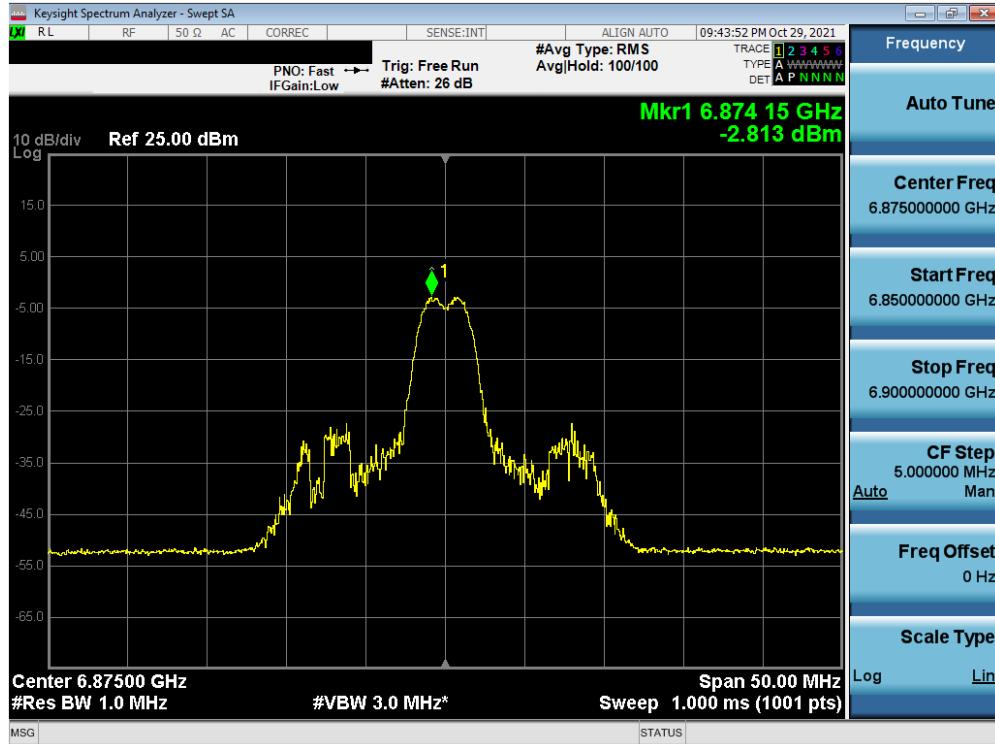 Keysight Spectrum Analyzer - Swept SA
LXI RL RF 50 Ω AC CORREC SENSE:INT ALIGN AUTO 09:43:52 PM Oct 29, 2021
PNO: Fast Trig: Free Run #Avg Type: RMS TRACE 1 2 3 4 5 6
IFGain:Low #Atten: 26 dB Avg|Hold: 100/100 TYPE A WWWWW
DET A P N N N N
Frequency
Mkr1 6.874 15 GHz
-2.813 dBm
10 dB/div Ref 25.00 dBm
Log
15.0
5.00
-5.00
-15.0
-25.0
-35.0
-45.0
-55.0
-65.0
1
Center 6.87500 GHz Span 50.00 MHz
#Res BW 1.0 MHz #VBW 3.0 MHz* Sweep 1.000 ms (1001 pts)
MSG STATUS
Auto Tune
Center Freq
6.875000000 GHz
Start Freq
6.850000000 GHz
Stop Freq
6.900000000 GHz
CF Step
5.000000 MHz
Auto Man
Freq Offset
0 Hz
Scale Type
Log Lin